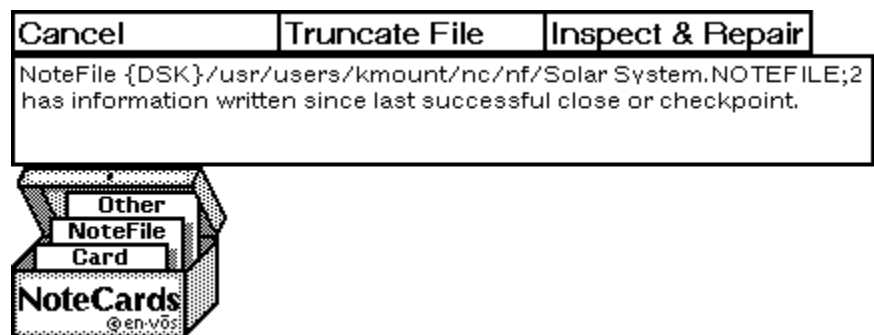 Cancel Truncate File Inspect & Repair
NoteFile {DSK}/usr/users/kmount/nc/nf/Solar System.NOTEFILE;2
has information written since last successful close or checkpoint.
Other
NoteFile
Card
NoteCards
©en·vōs